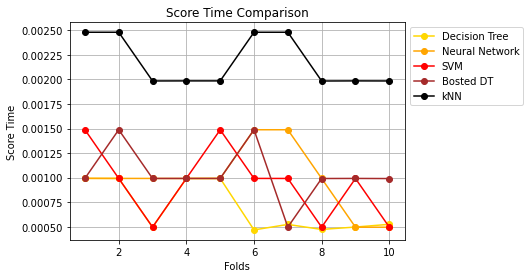 Score Time Comparison
Score Time
0.00250
0.00225
0.00200
0.00175
0.00150
0.00125
0.00100
0.00075
0.00050
2 4 6 8 10
Folds
Decision Tree
Neural Network
SVM
Bosted DT
kNN